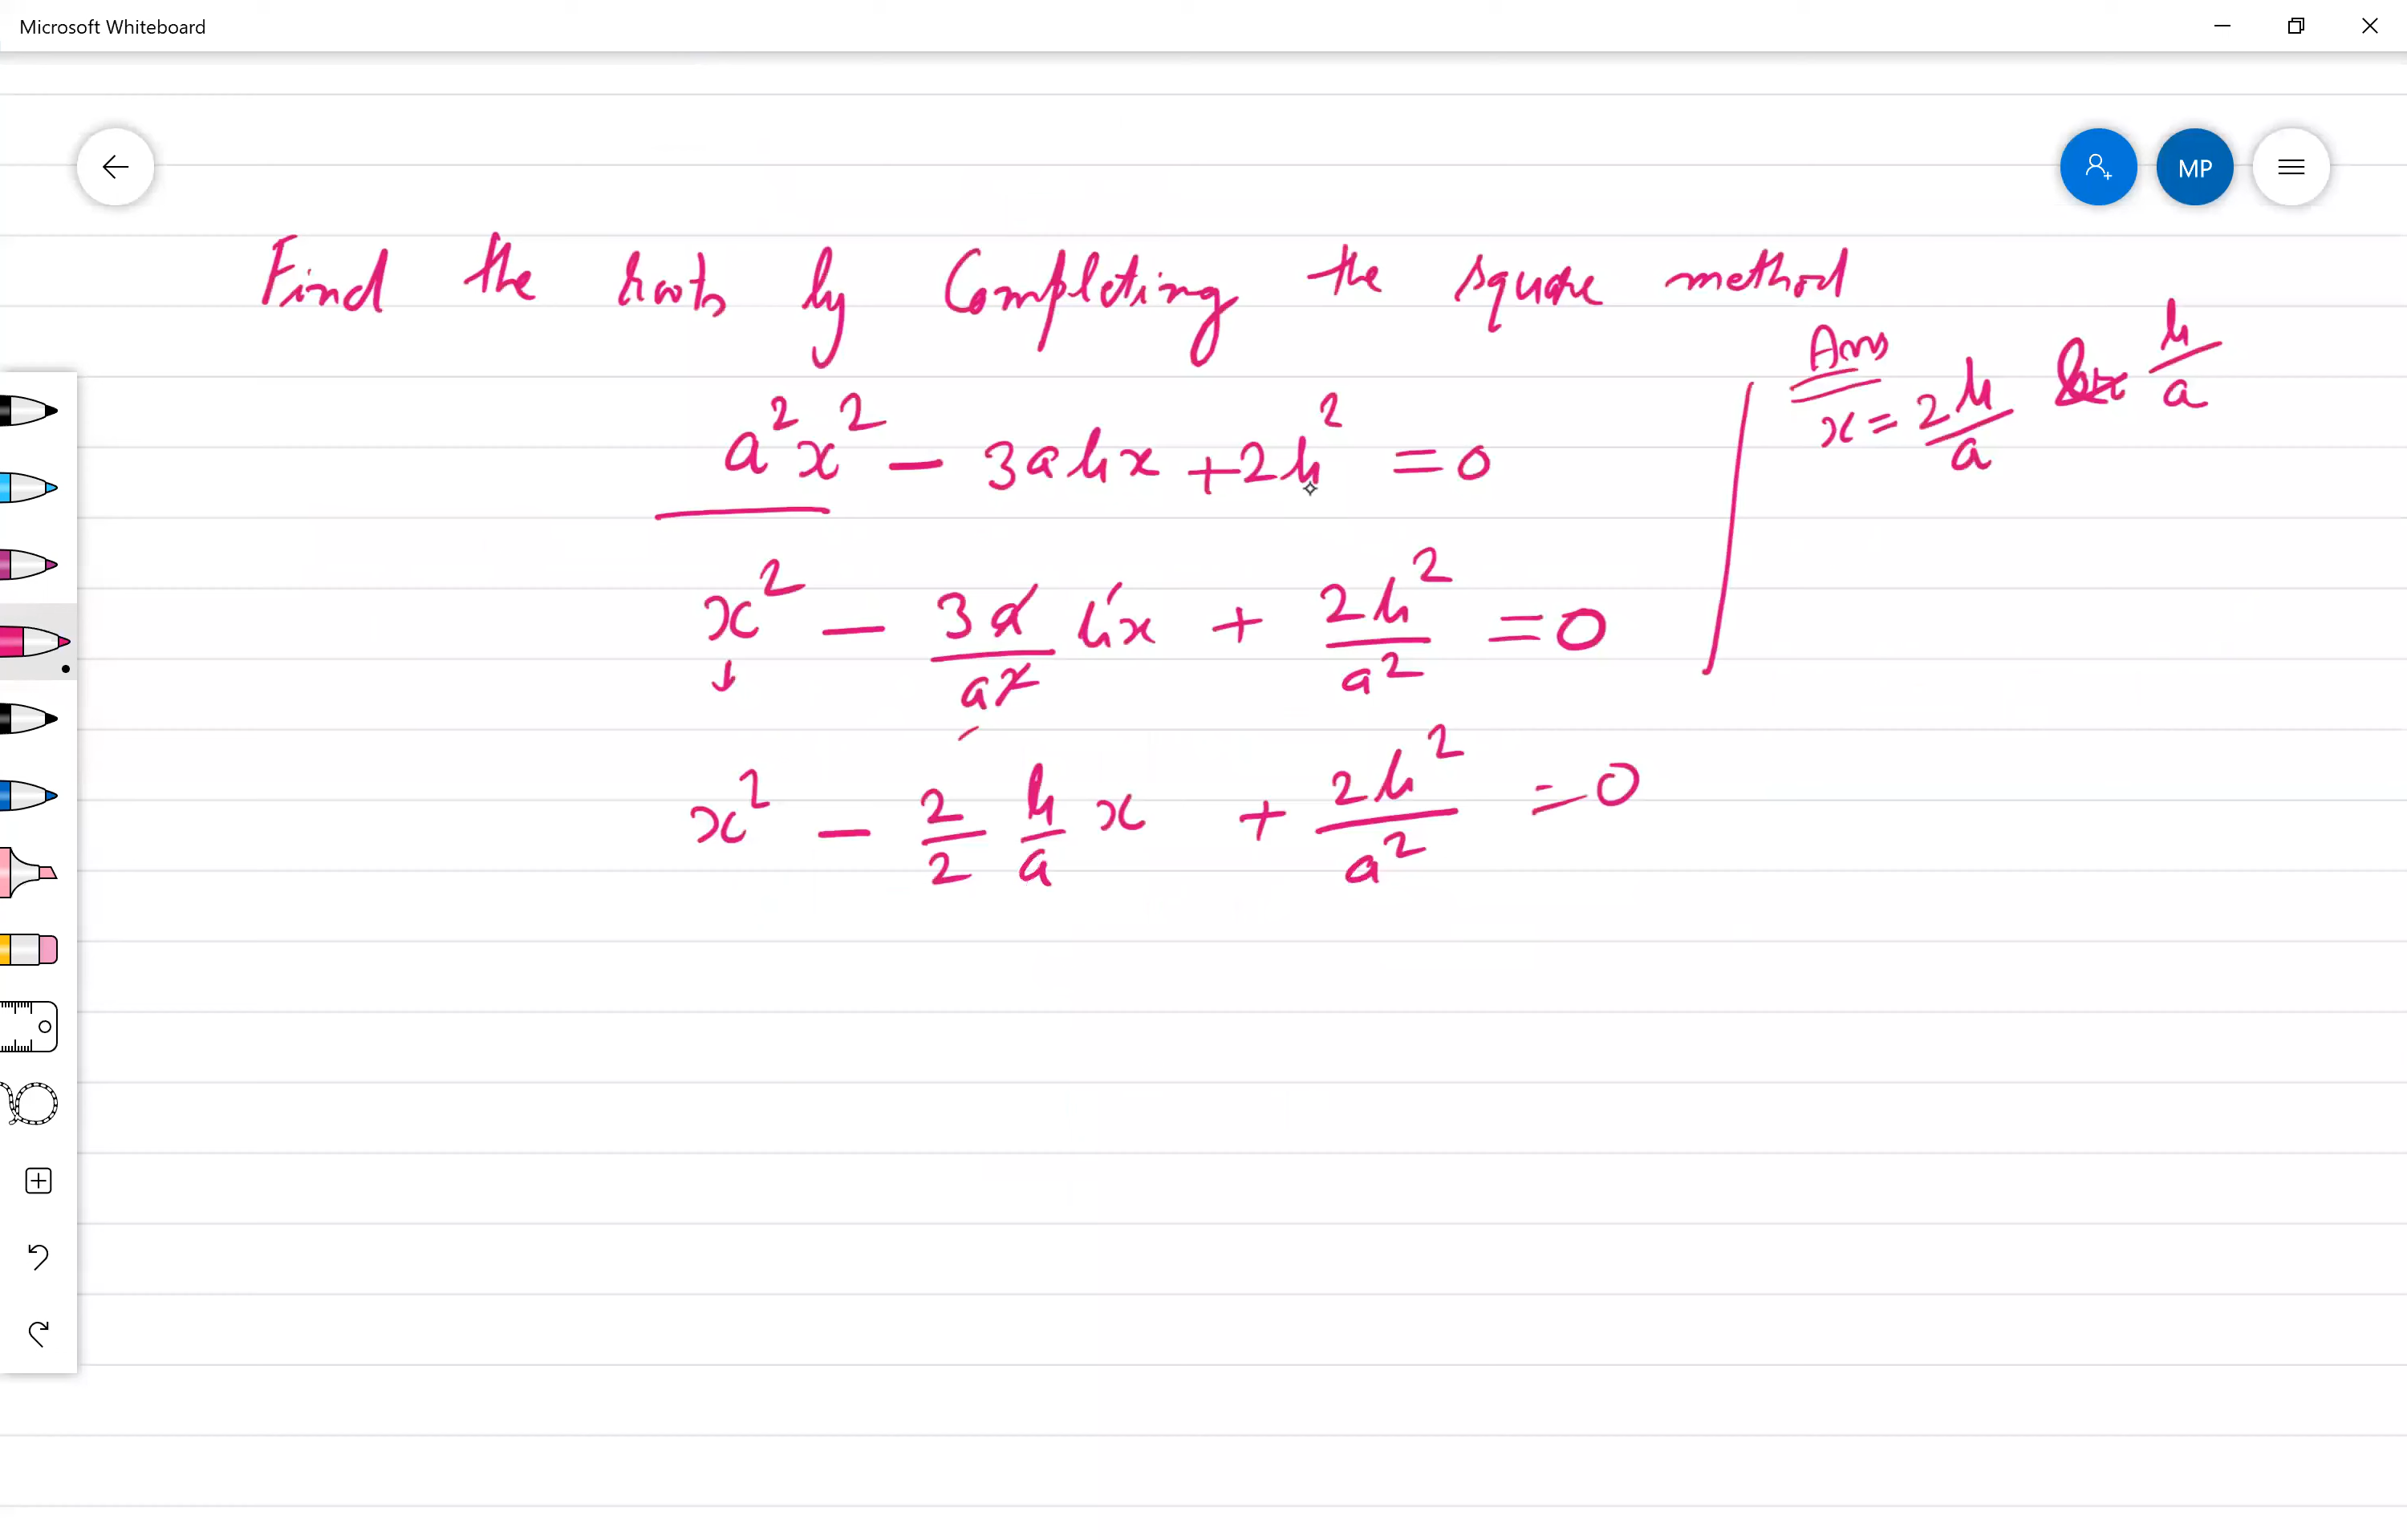 Microsoft Whiteboard
MP
Find the roots by Completing the square method
a²x² - 3abx + 2b² = 0
Ans
x = 2b/a & b/a
x² - 3a/a² bx + 2b²/a² = 0
x² - 2/2 b/a x + 2b²/a² = 0